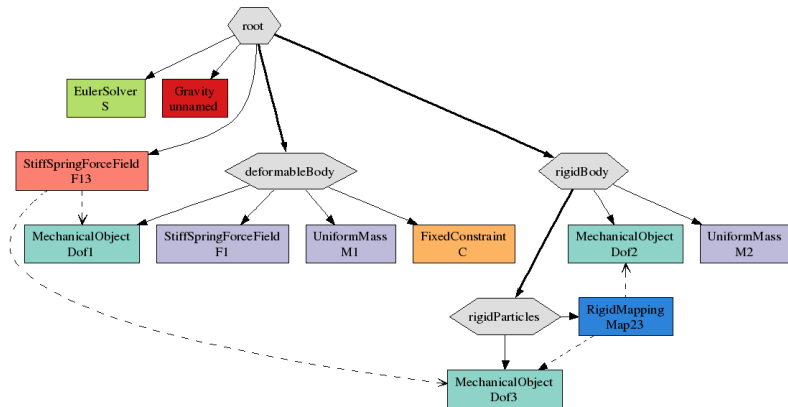 root
EulerSolver
S
Gravity
unnamed
StiffSpringForceField
F13
deformableBody
rigidBody
MechanicalObject
Dof1
StiffSpringForceField
F1
UniformMass
M1
FixedConstraint
C
MechanicalObject
Dof2
UniformMass
M2
rigidParticles
RigidMapping
Map23
MechanicalObject
Dof3